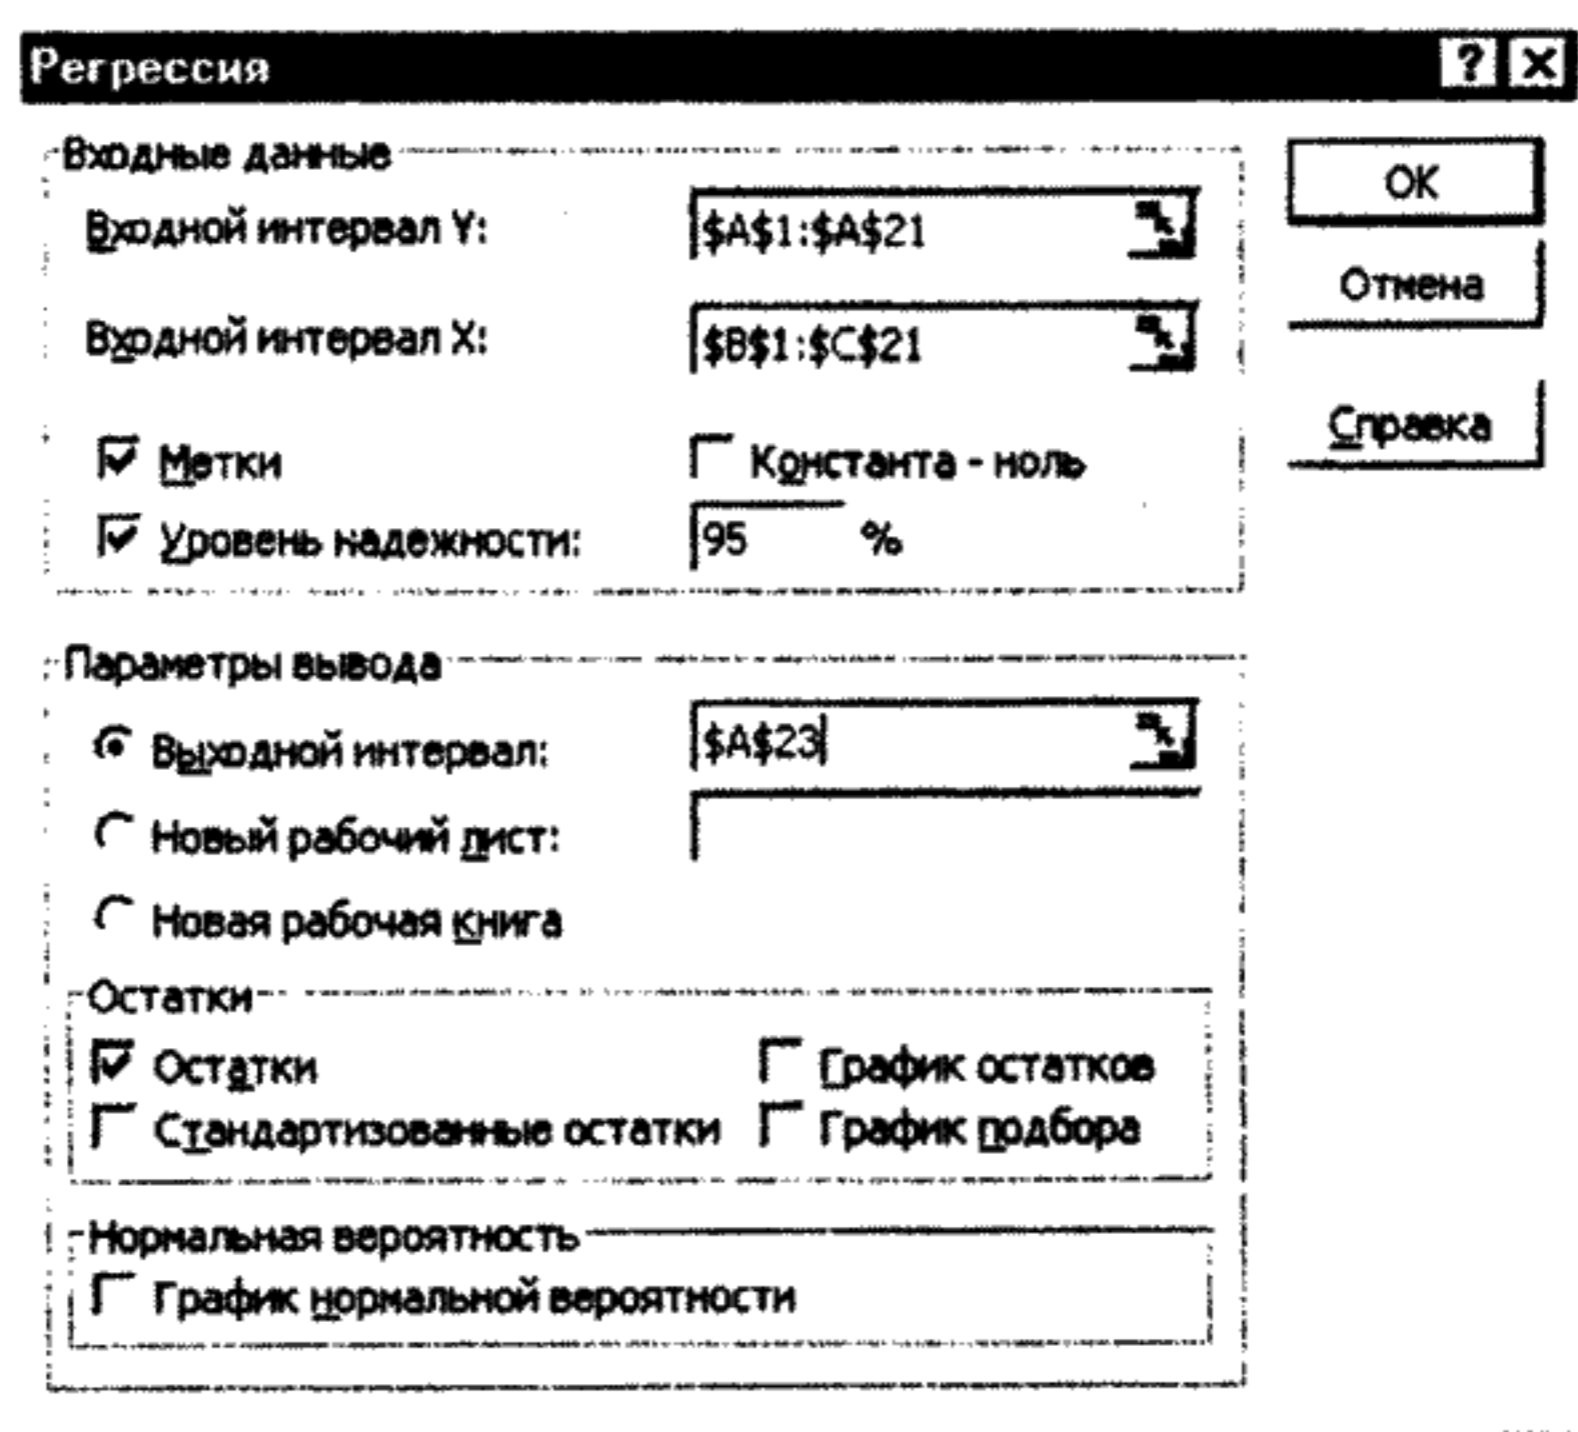 Регрессия
Входные данные
Входной интервал Y: $A$1:$A$21
Входной интервал X: $B$1:$C$21
Метки Константа - ноль
Уровень надежности: 95 %
OK
Отмена
Справка
Параметры вывода
Выходной интервал: $A$23
Новый рабочий лист:
Новая рабочая книга
Остатки
Остатки График остатков
Стандартизованные остатки График подбора
Нормальная вероятность
График нормальной вероятности